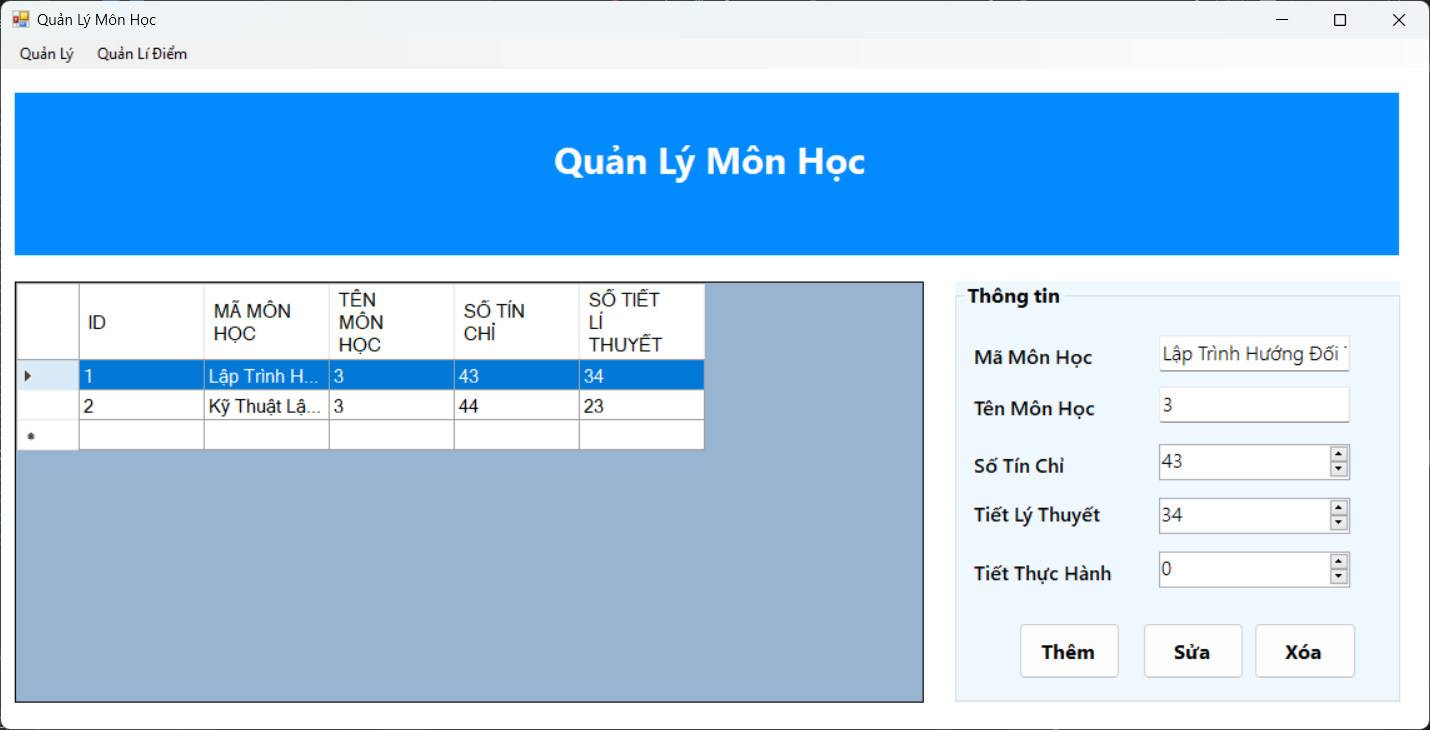 Quản Lý Môn Học
Quản Lý Quản Lí Điểm
Quản Lý Môn Học
ID MÃ MÔN HỌC TÊN MÔN HỌC SỐ TÍN CHỈ SỐ TIẾT LÍ THUYẾT
1 Lập Trình H... 3 43 34
2 Kỹ Thuật Lậ... 3 44 23
Thông tin
Mã Môn Học Lập Trình Hướng Đối
Tên Môn Học 3
Số Tín Chỉ 43
Tiết Lý Thuyết 34
Tiết Thực Hành 0
Thêm Sửa Xóa